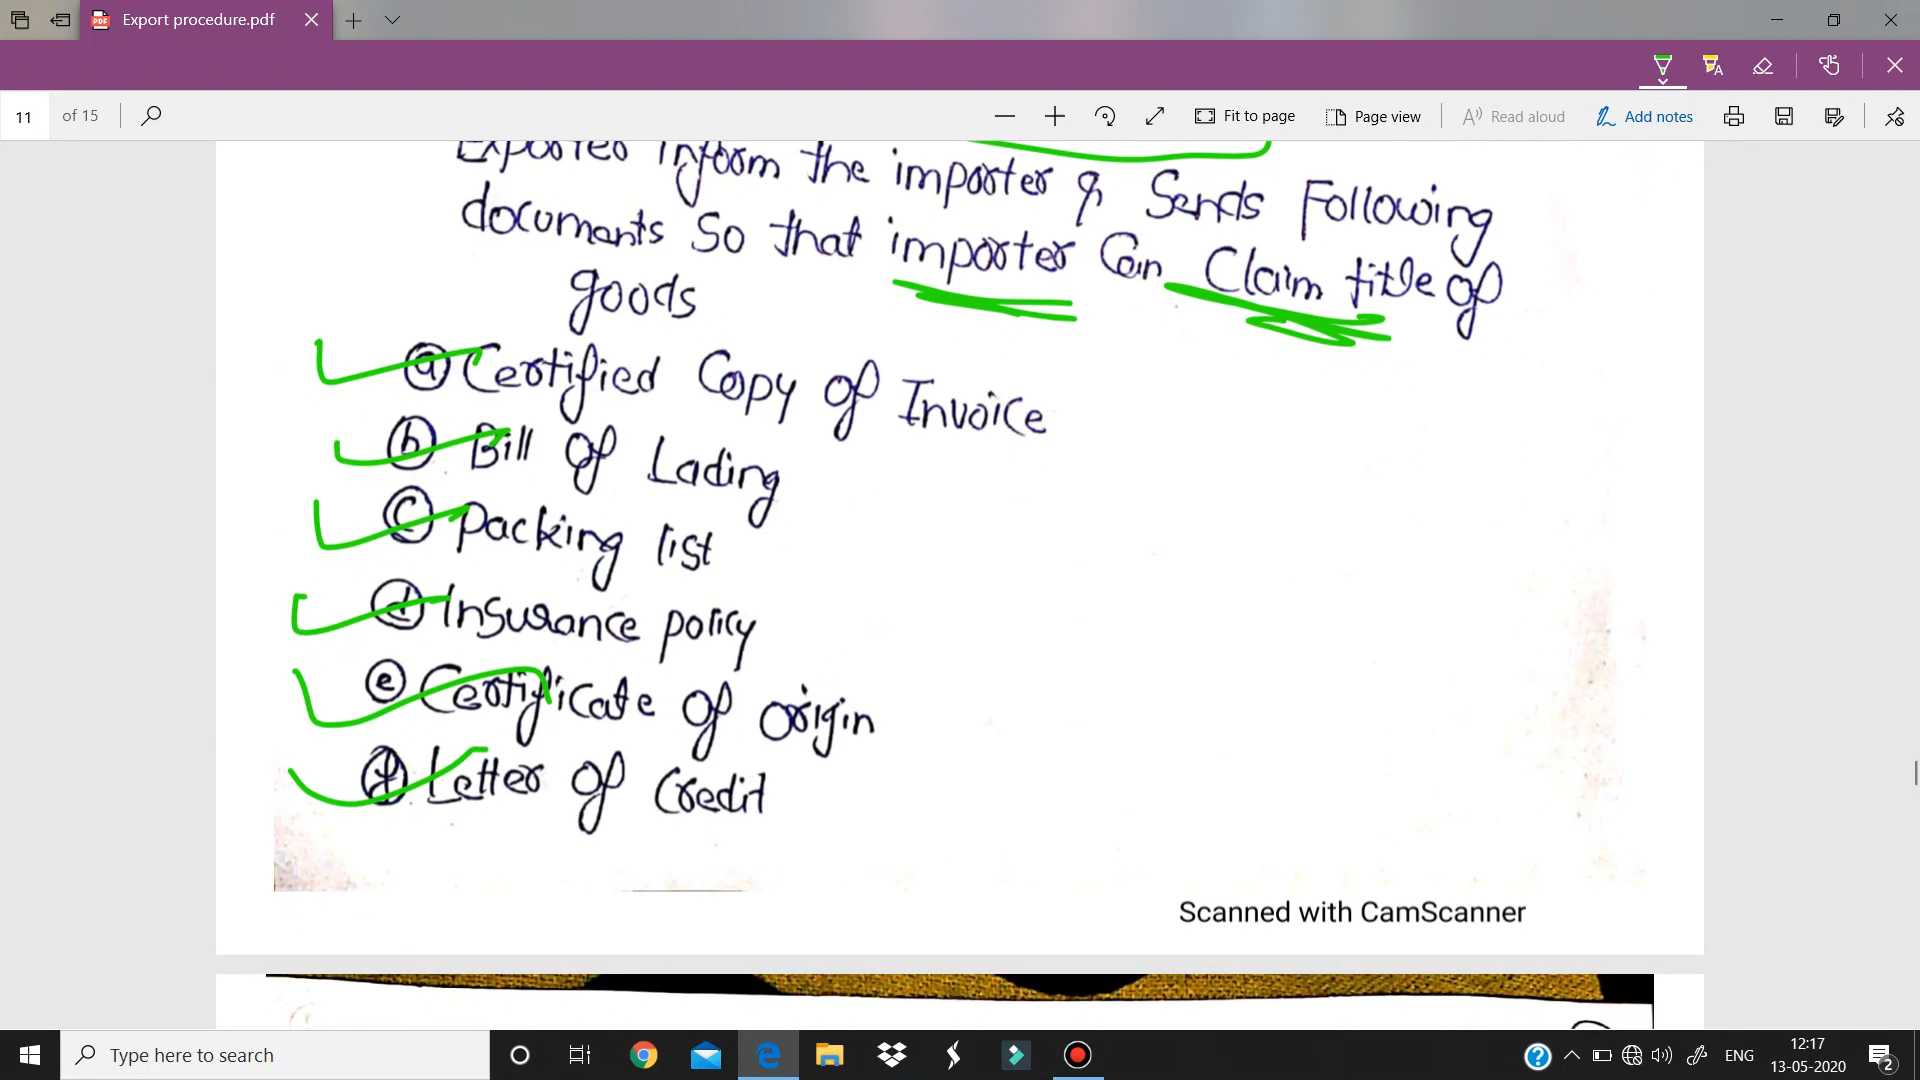 Export procedure.pdf
11 of 15
Fit to page
Page view
Read aloud
Add notes
Exporter inform the importer & Sends Following
documents So that importer Can Claim title of
goods
a Certified Copy of Invoice
b Bill of Lading
c Packing list
d Insurance policy
e Certificate of origin
f Letter of Credit
Scanned with CamScanner
Type here to search
ENG
12:17
13-05-2020
2